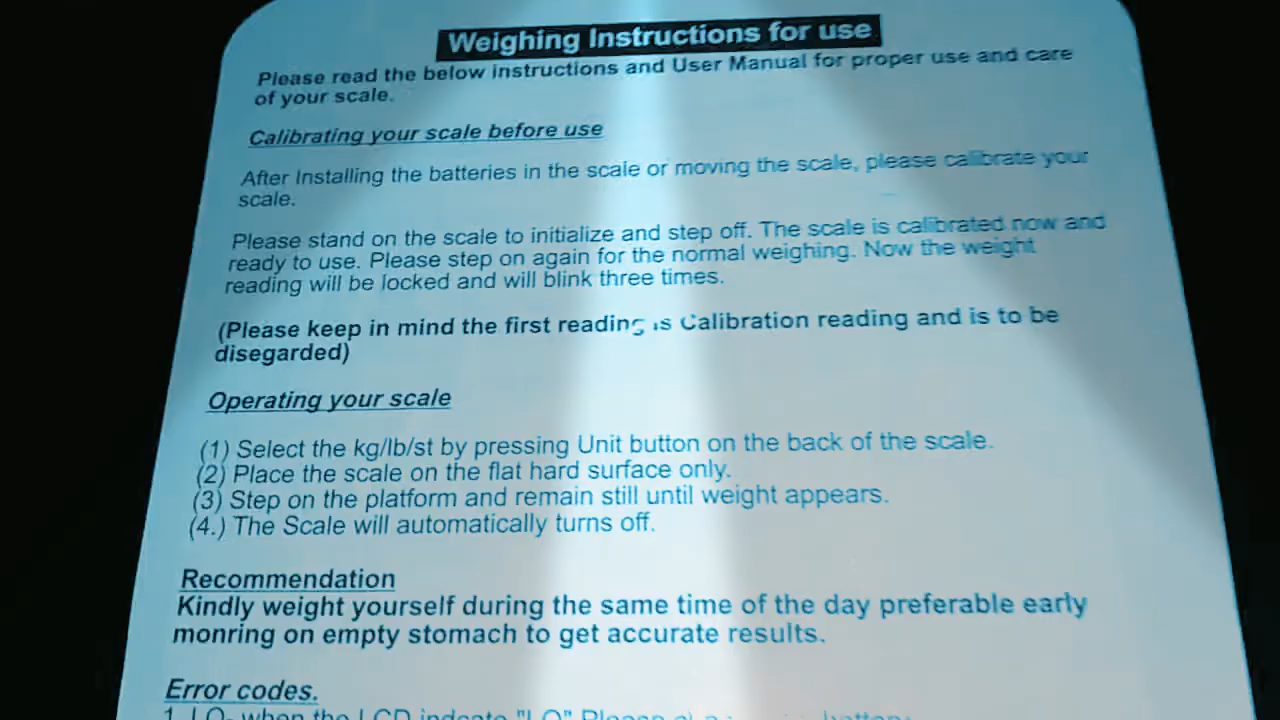 Weighing Instructions for use
Please read the below instructions and User Manual for proper use and care
of your scale.
Calibrating your scale before use
After Installing the batteries in the scale or moving the scale, please calibrate your
scale.
Please stand on the scale to initialize and step off. The scale is calibrated now and
ready to use. Please step on again for the normal weighing. Now the weight
reading will be locked and will blink three times.
(Please keep in mind the first reading is Calibration reading and is to be
disegarded)
Operating your scale
(1) Select the kg/lb/st by pressing Unit button on the back of the scale.
(2) Place the scale on the flat hard surface only.
(3) Step on the platform and remain still until weight appears.
(4.) The Scale will automatically turns off.
Recommendation
Kindly weight yourself during the same time of the day preferable early
monring on empty stomach to get accurate results.
Error codes.
1. LO- when the LCD indcate "LO" Please